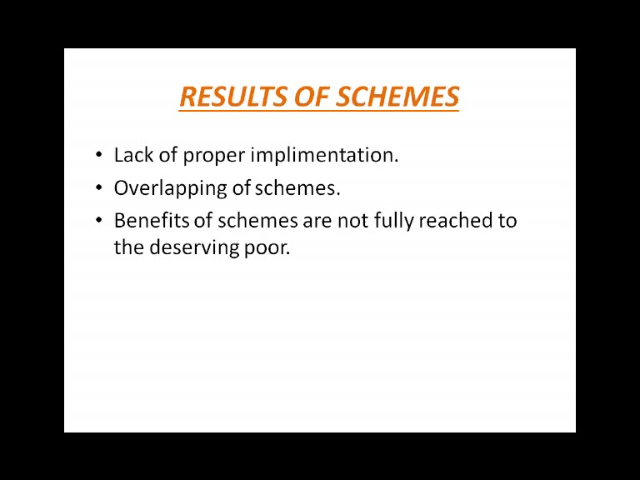 RESULTS OF SCHEMES
• Lack of proper implimentation.
• Overlapping of schemes.
• Benefits of schemes are not fully reached to
the deserving poor.